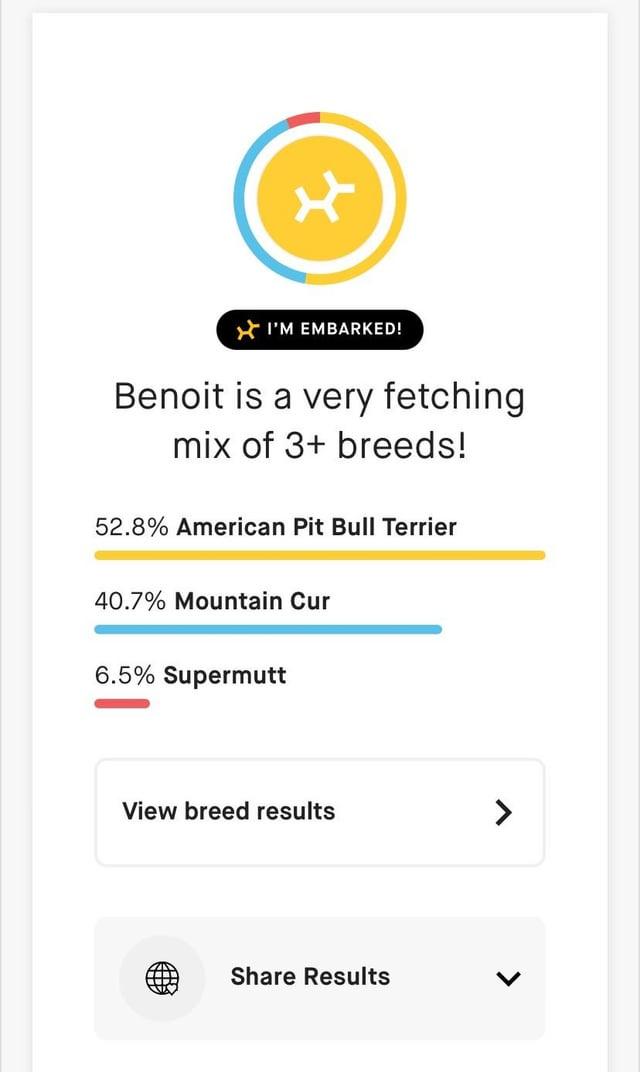 I'M EMBARKED!
Benoit is a very fetching
mix of 3+ breeds!
52.8% American Pit Bull Terrier
40.7% Mountain Cur
6.5% Supermutt
View breed results
Share Results